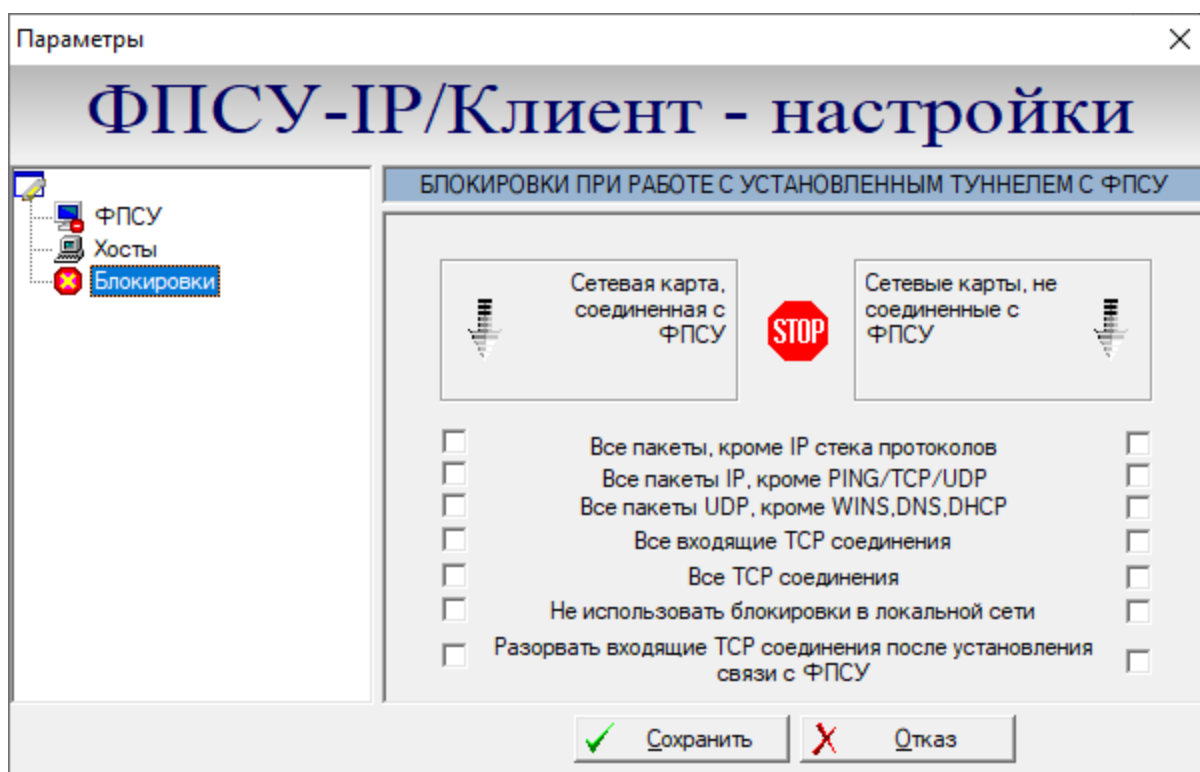 Параметры
ФПСУ-IP/Клиент - настройки
ФПСУ
Хосты
Блокировки
БЛОКИРОВКИ ПРИ РАБОТЕ С УСТАНОВЛЕННЫМ ТУННЕЛЕМ С ФПСУ
Сетевая карта,
соединенная с
ФПСУ
STOP
Сетевые карты, не
соединенные с
ФПСУ
Все пакеты, кроме IP стека протоколов
Все пакеты IP, кроме PING/TCP/UDP
Все пакеты UDP, кроме WINS,DNS,DHCP
Все входящие TCP соединения
Все TCP соединения
Не использовать блокировки в локальной сети
Разорвать входящие TCP соединения после установления
связи с ФПСУ
Сохранить
Отказ